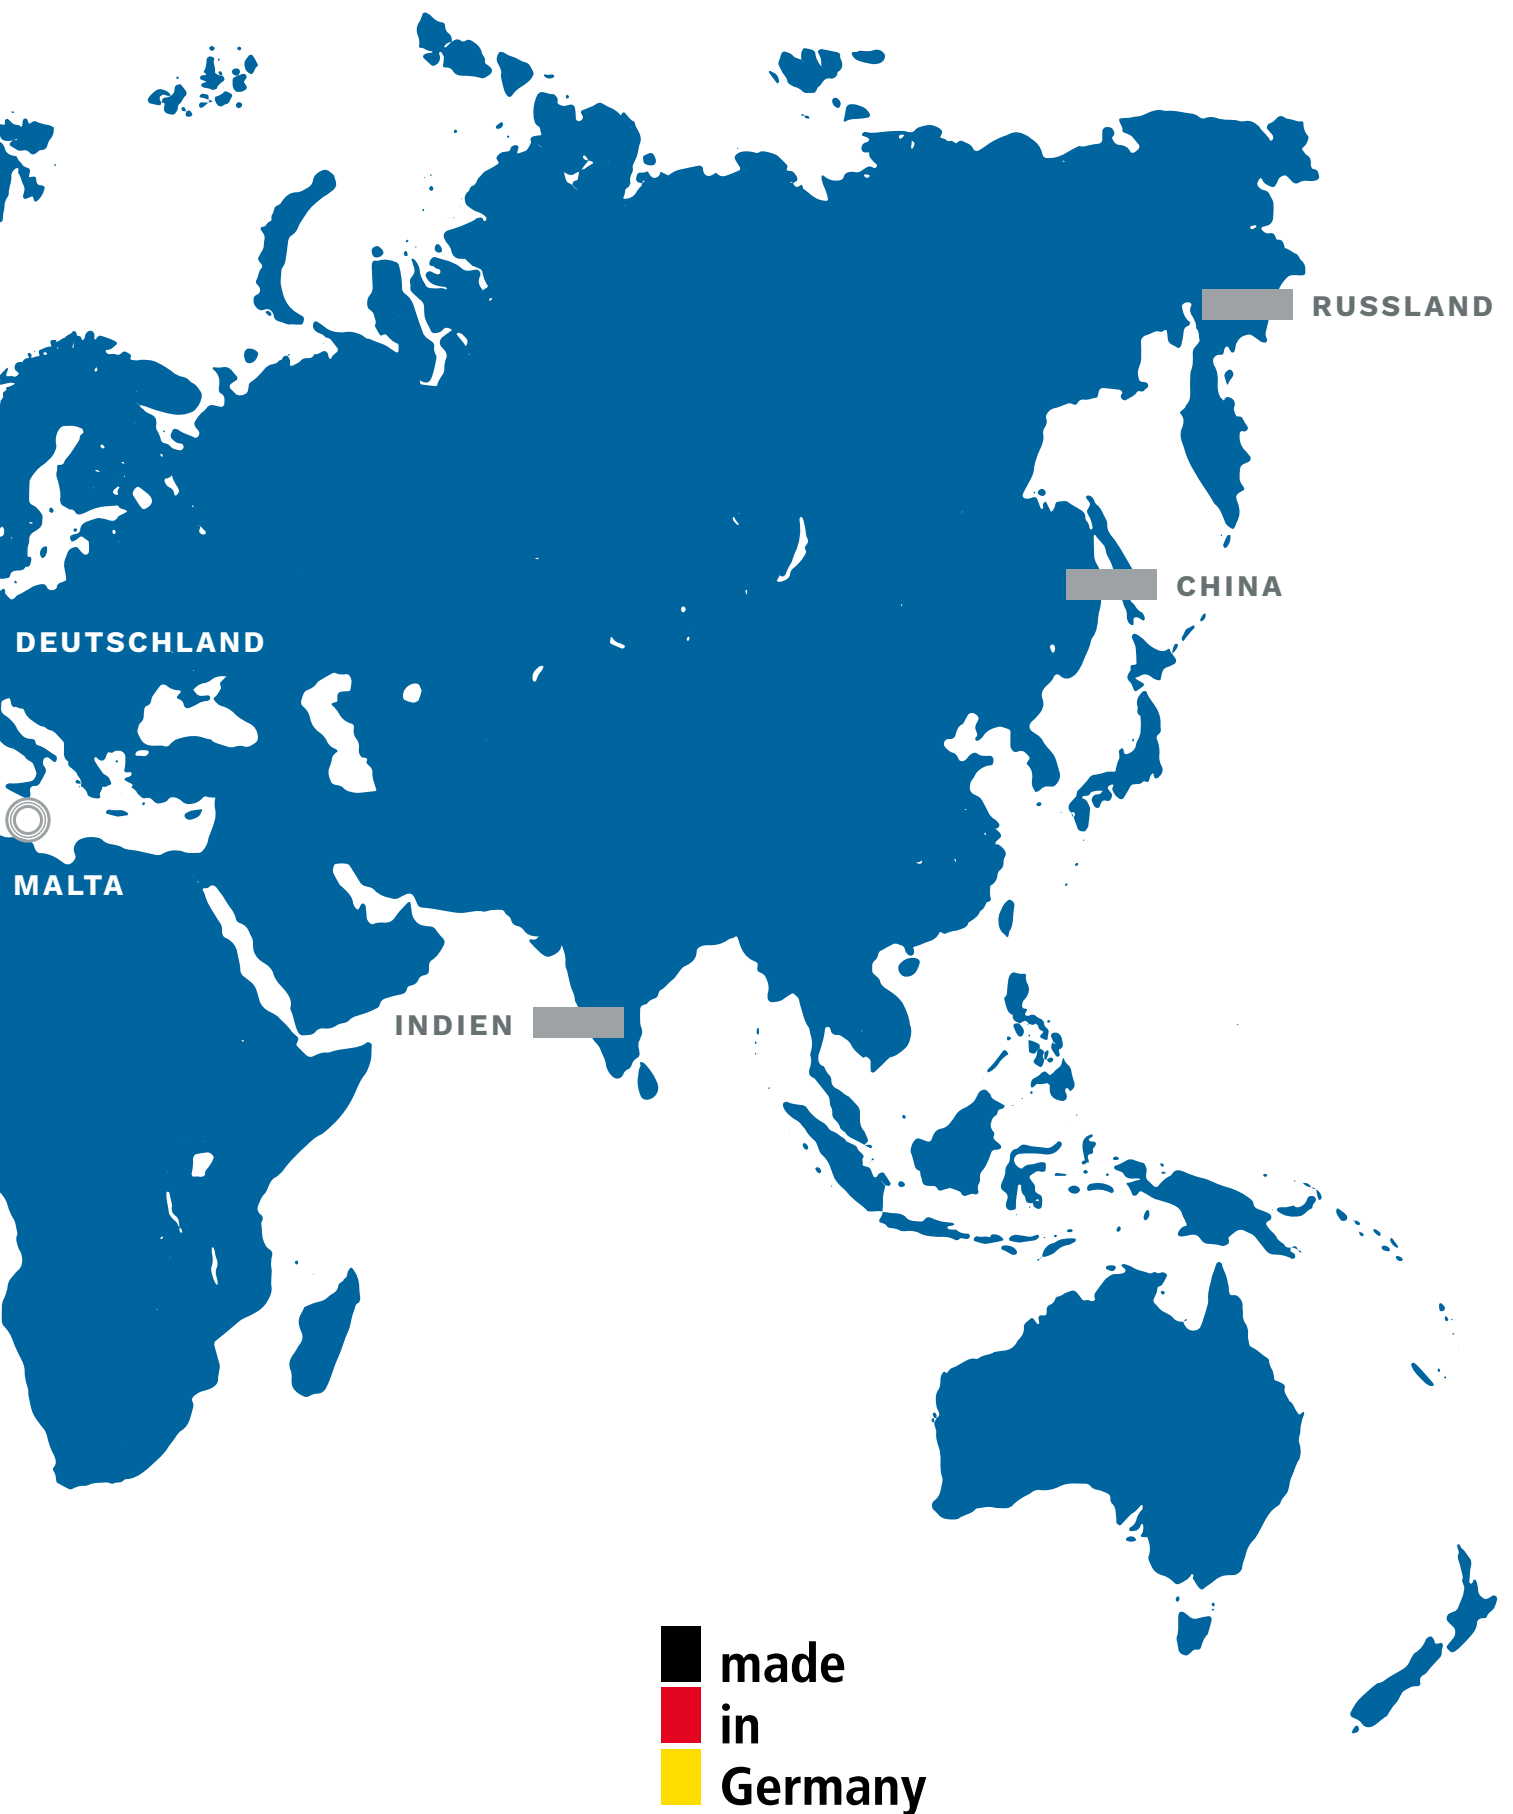 RUSSLAND
CHINA
DEUTSCHLAND
MALTA
INDIEN
made
in
Germany